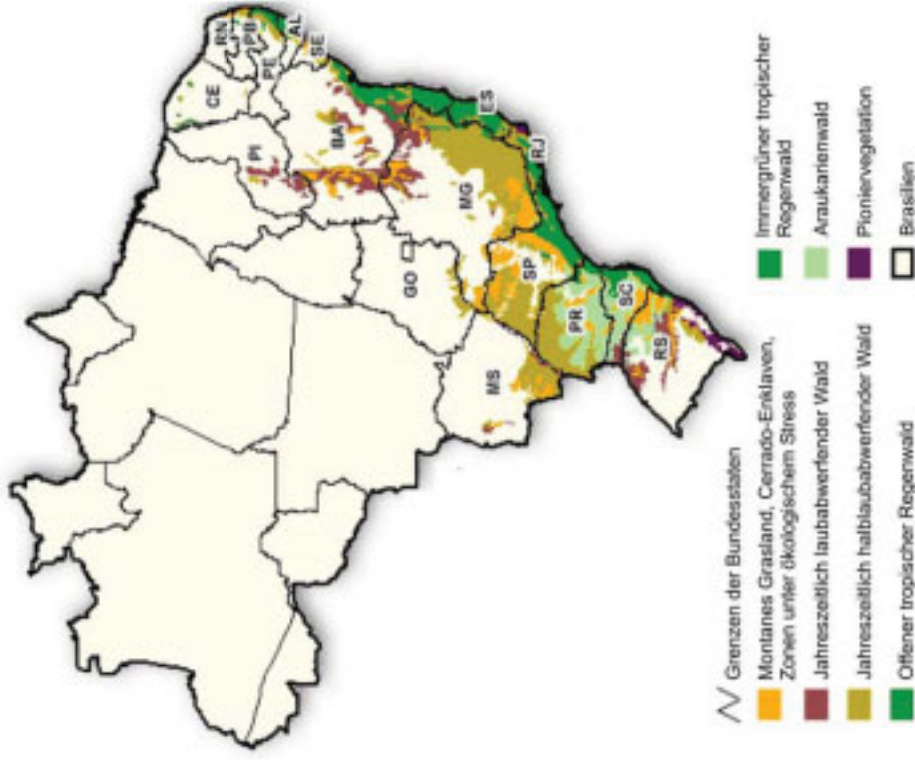 RN
PB
CE
PE
AL
SE
PI
BA
ES
MG
RJ
GO
SP
MS
PR
SC
RS
Grenzen der Bundesstaten
Montanes Grasland, Cerrado-Enklaven,
Zonen unter ökologischem Stress
Jahreszeitlich laubabwerfender Wald
Jahreszeitlich halblaubabwerfender Wald
Offener tropischer Regenwald
Immergrüner tropischer
Regenwald
Araukarienwald
Pioniervegetation
Brasilien